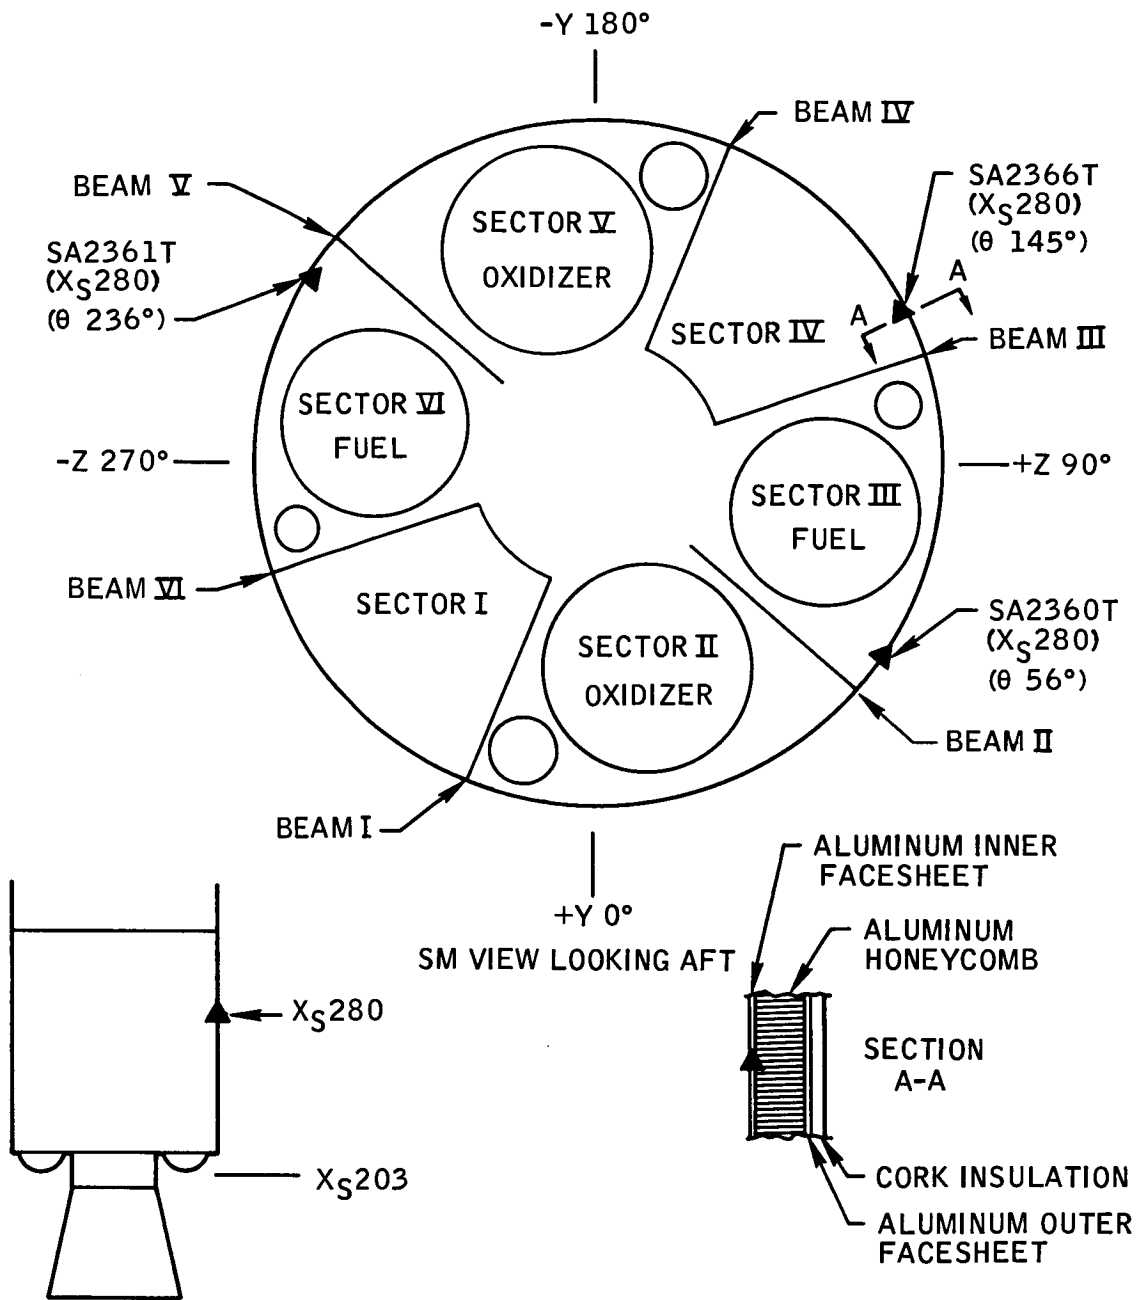 -Y 180°
BEAM IV
BEAM V
SA2366T
(XS280)
(θ 145°)
SECTOR V
OXIDIZER
SA2361T
(XS280)
(θ 236°)
A
A
SECTOR IV
BEAM III
SECTOR VI
FUEL
-Z 270°
+Z 90°
SECTOR III
FUEL
BEAM VI
SECTOR I
SA2360T
(XS280)
(θ 56°)
SECTOR II
OXIDIZER
BEAM II
BEAM I
+Y 0°
SM VIEW LOOKING AFT
ALUMINUM INNER
FACESHEET
ALUMINUM
HONEYCOMB
XS280
SECTION
A-A
XS203
CORK INSULATION
ALUMINUM OUTER
FACESHEET